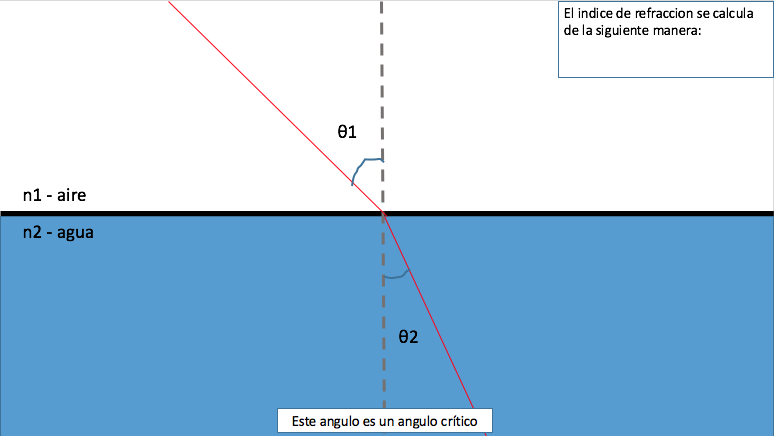 El indice de refraccion se calcula
de la siguiente manera:
θ1
n1 - aire
n2 - agua
θ2
Este angulo es un angulo crítico